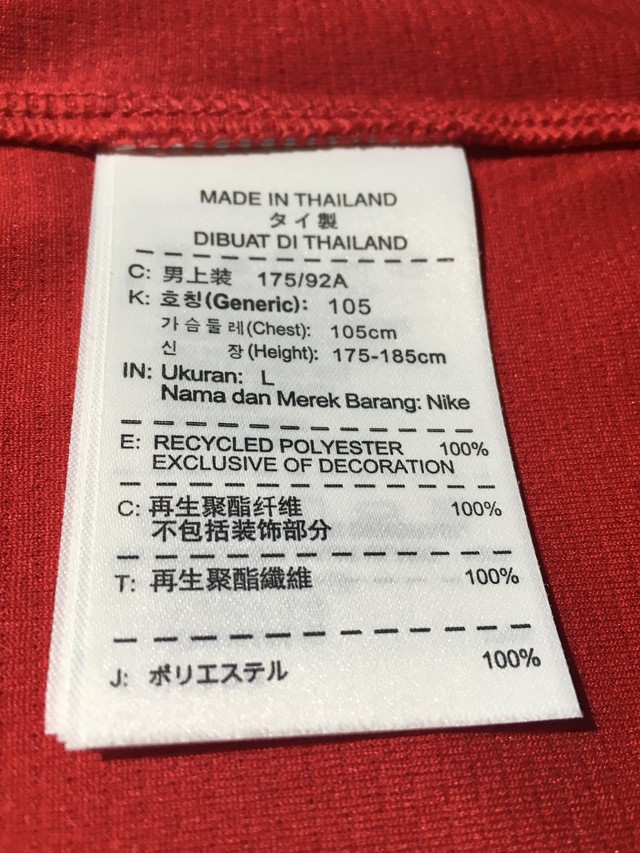 MADE IN THAILAND
タイ製
DIBUAT DI THAILAND
C: 男上装 175/92A
K: 호칭(Generic): 105
가슴둘레(Chest): 105cm
신 장(Height): 175-185cm
IN: Ukuran: L
Nama dan Merek Barang: Nike
E: RECYCLED POLYESTER 100%
EXCLUSIVE OF DECORATION
C: 再生聚酯纤维 100%
不包括装饰部分
T: 再生聚酯纖維 100%
J: ポリエステル 100%